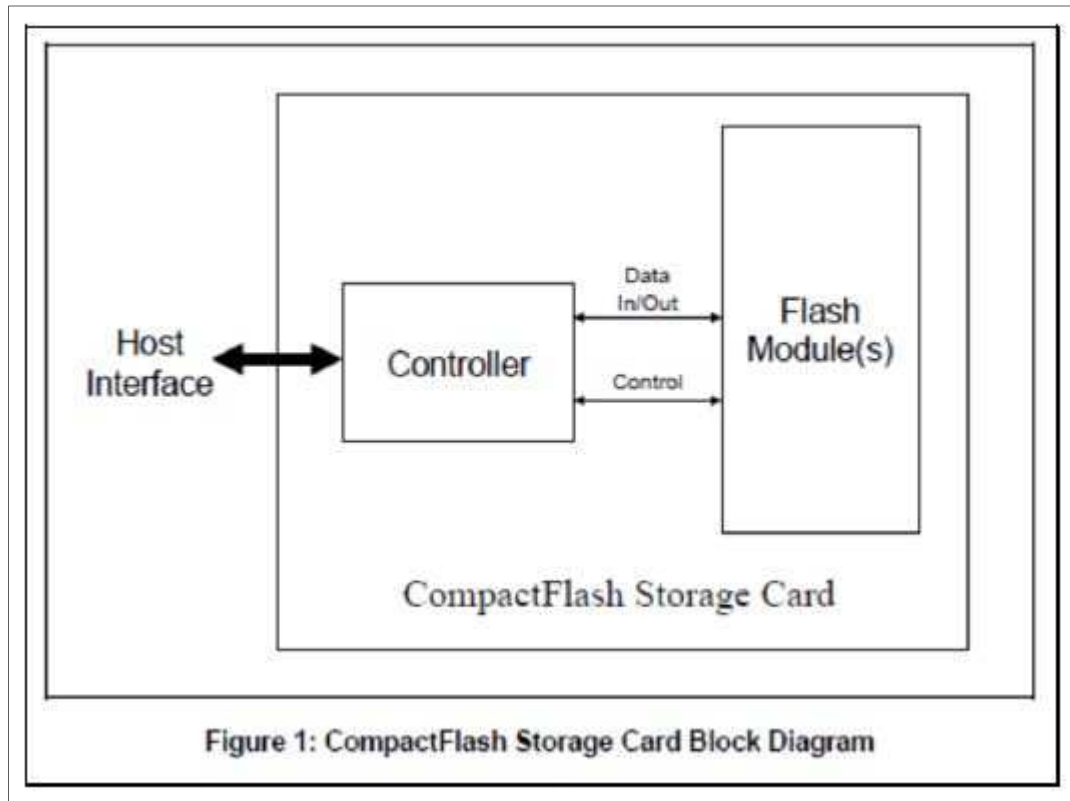 Data
In/Out
Flash
Module(s)
Host
Interface
Controller
Control
CompactFlash Storage Card
Figure 1: CompactFlash Storage Card Block Diagram